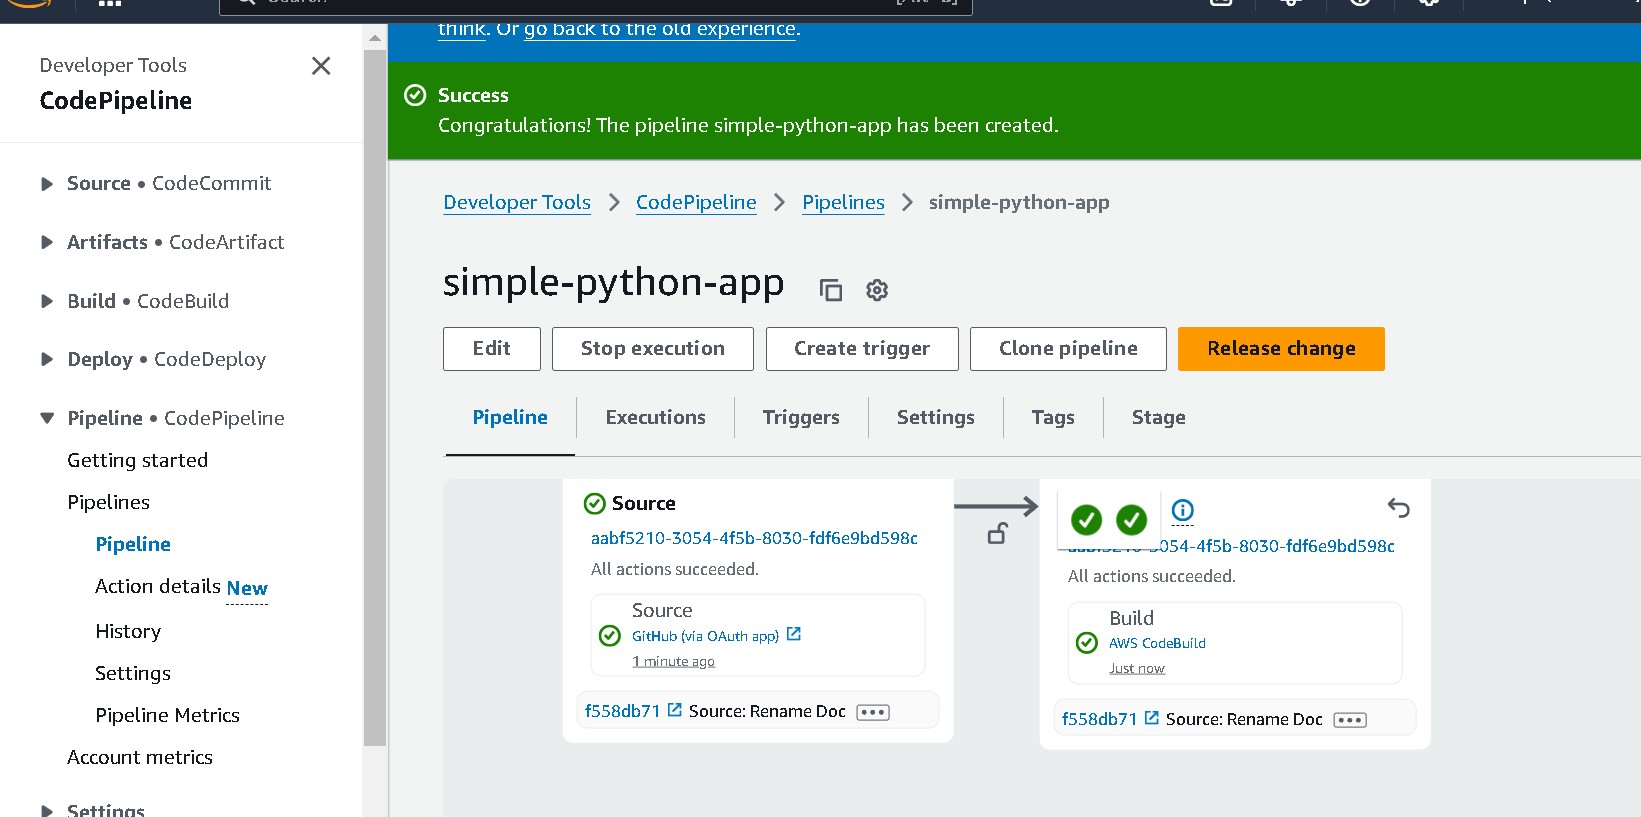 think. Or go back to the old experience.
Success
Congratulations! The pipeline simple-python-app has been created.
Developer Tools
CodePipeline
Source • CodeCommit
Artifacts • CodeArtifact
Build • CodeBuild
Deploy • CodeDeploy
Pipeline • CodePipeline
Getting started
Pipelines
Pipeline
Action details New
History
Settings
Pipeline Metrics
Account metrics
Settings
Developer Tools > CodePipeline > Pipelines > simple-python-app
simple-python-app
Edit
Stop execution
Create trigger
Clone pipeline
Release change
Pipeline
Executions
Triggers
Settings
Tags
Stage
Source
aabf5210-3054-4f5b-8030-fdf6e9bd598c
All actions succeeded.
Source
GitHub (via OAuth app)
1 minute ago
f558db71 Source: Rename Doc
aabf5210-3054-4f5b-8030-fdf6e9bd598c
All actions succeeded.
Build
AWS CodeBuild
Just now
f558db71 Source: Rename Doc